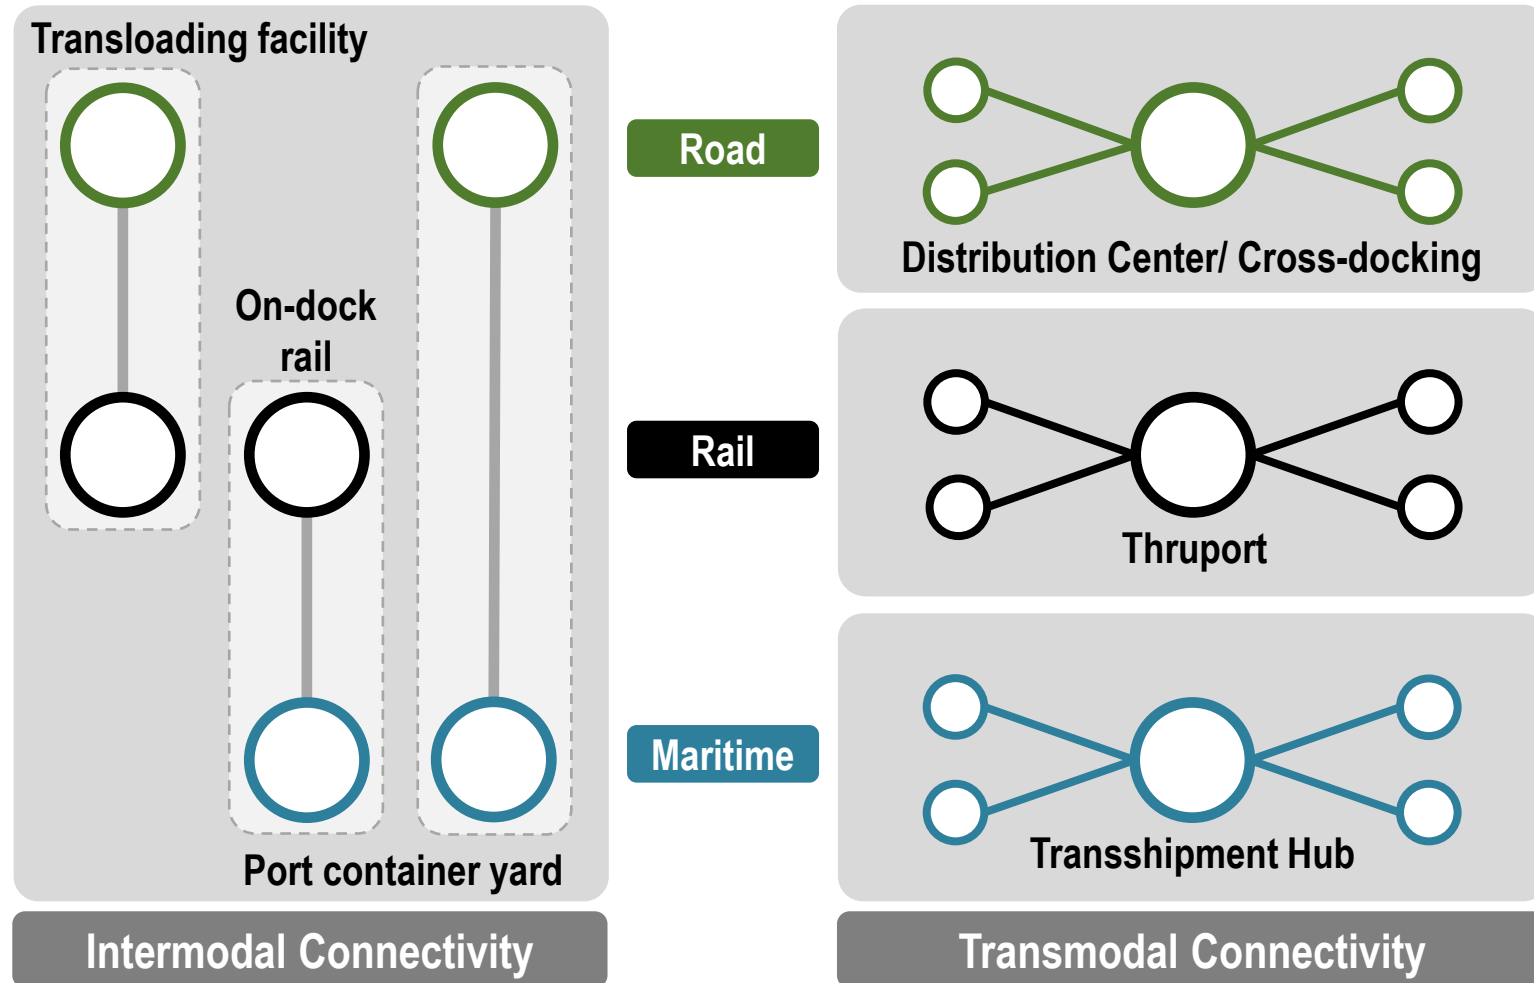 Transloading facility
On-dock
rail
Port container yard
Intermodal Connectivity
Road
Rail
Maritime
Distribution Center/ Cross-docking
Thruport
Transshipment Hub
Transmodal Connectivity